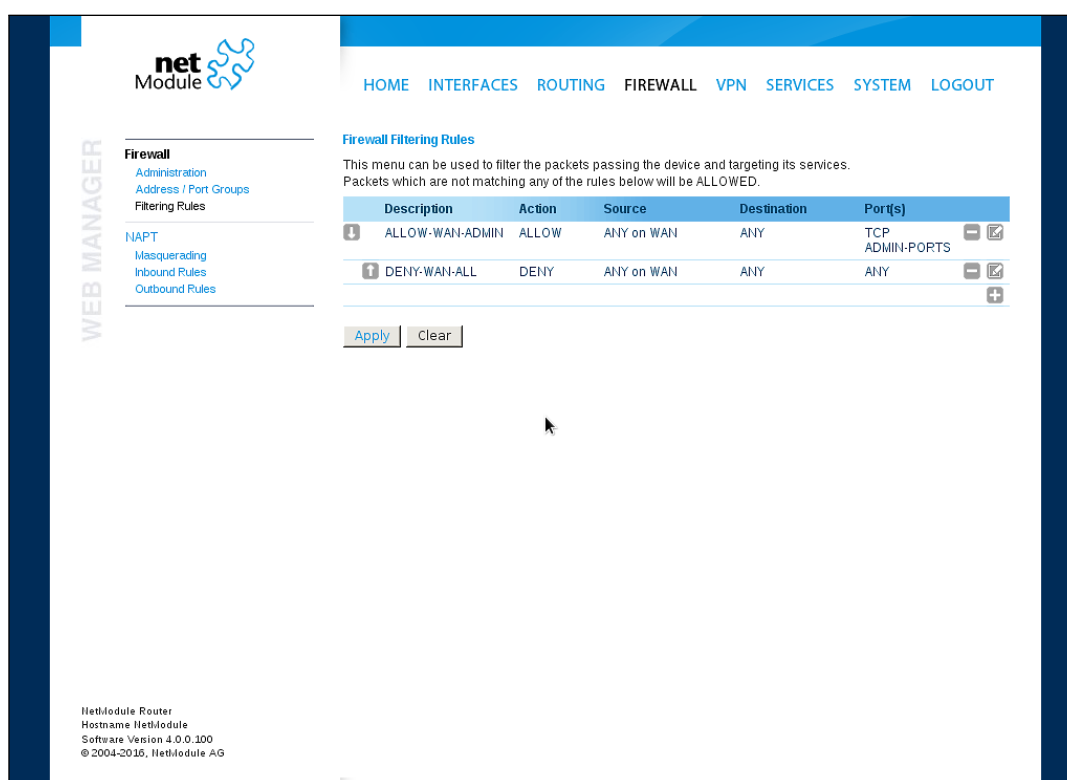 net
Module
HOME INTERFACES ROUTING FIREWALL VPN SERVICES SYSTEM LOGOUT
WEB MANAGER
Firewall
Administration
Address / Port Groups
Filtering Rules
NAPT
Masquerading
Inbound Rules
Outbound Rules
Firewall Filtering Rules
This menu can be used to filter the packets passing the device and targeting its services.
Packets which are not matching any of the rules below will be ALLOWED.
Description Action Source Destination Port(s)
ALLOW-WAN-ADMIN ALLOW ANY on WAN ANY TCP
ADMIN-PORTS
DENY-WAN-ALL DENY ANY on WAN ANY ANY
Apply Clear
NetModule Router
Hostname NetModule
Software Version 4.0.0.100
© 2004-2016, NetModule AG